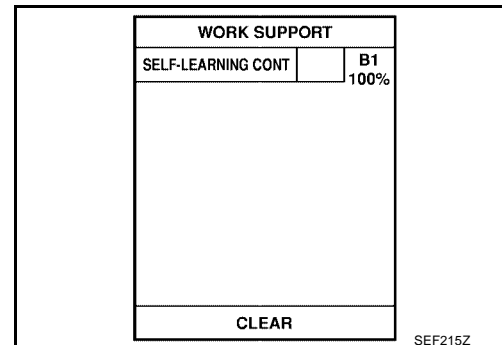 WORK SUPPORT
SELF-LEARNING CONT B1
100%
CLEAR
SEF215Z